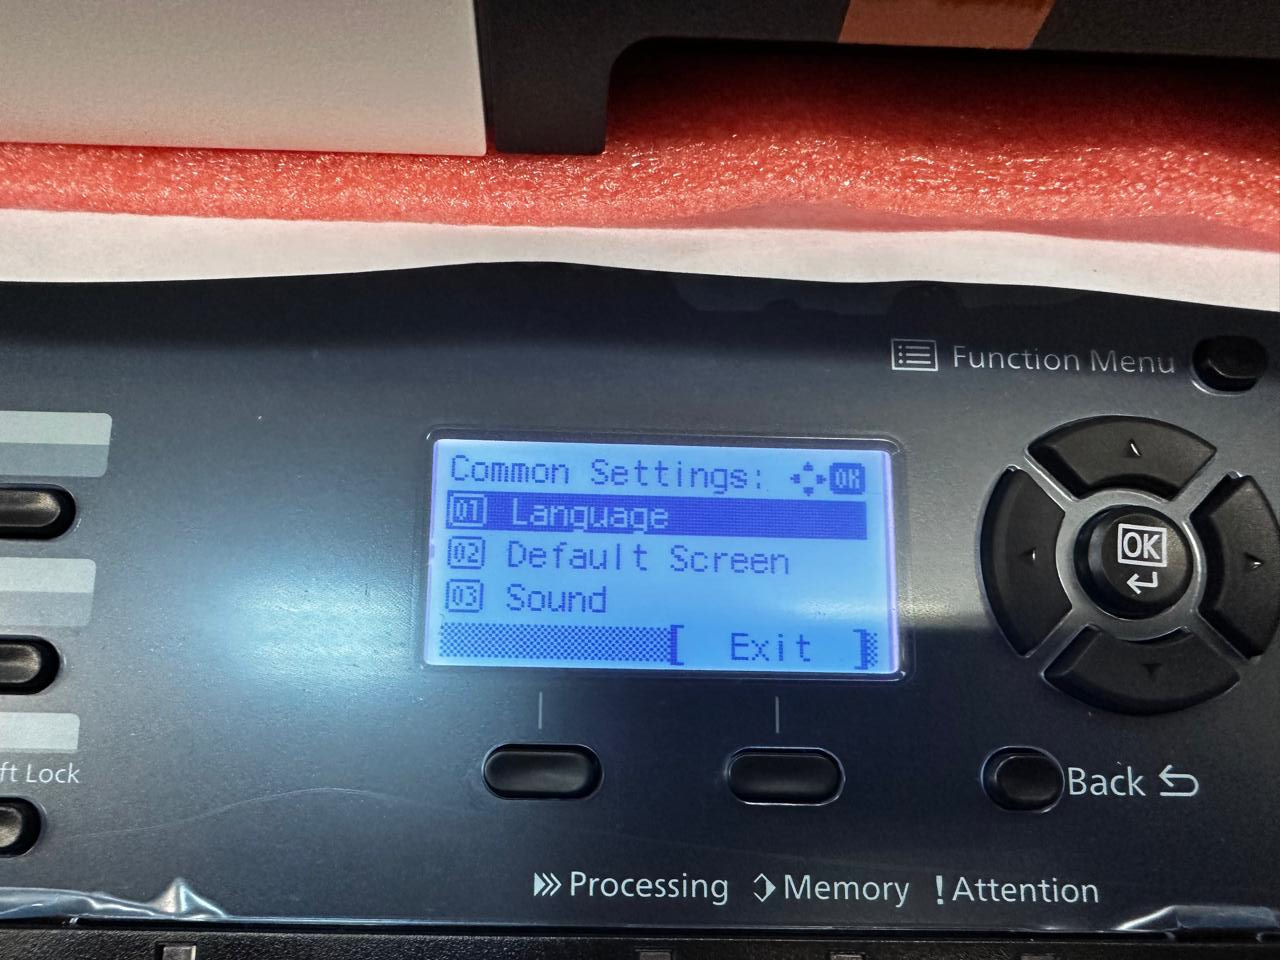 Function Menu
Common Settings: OK
01 Language
02 Default Screen
03 Sound
[ Exit ]
OK
ft Lock
Back
Processing Memory !Attention